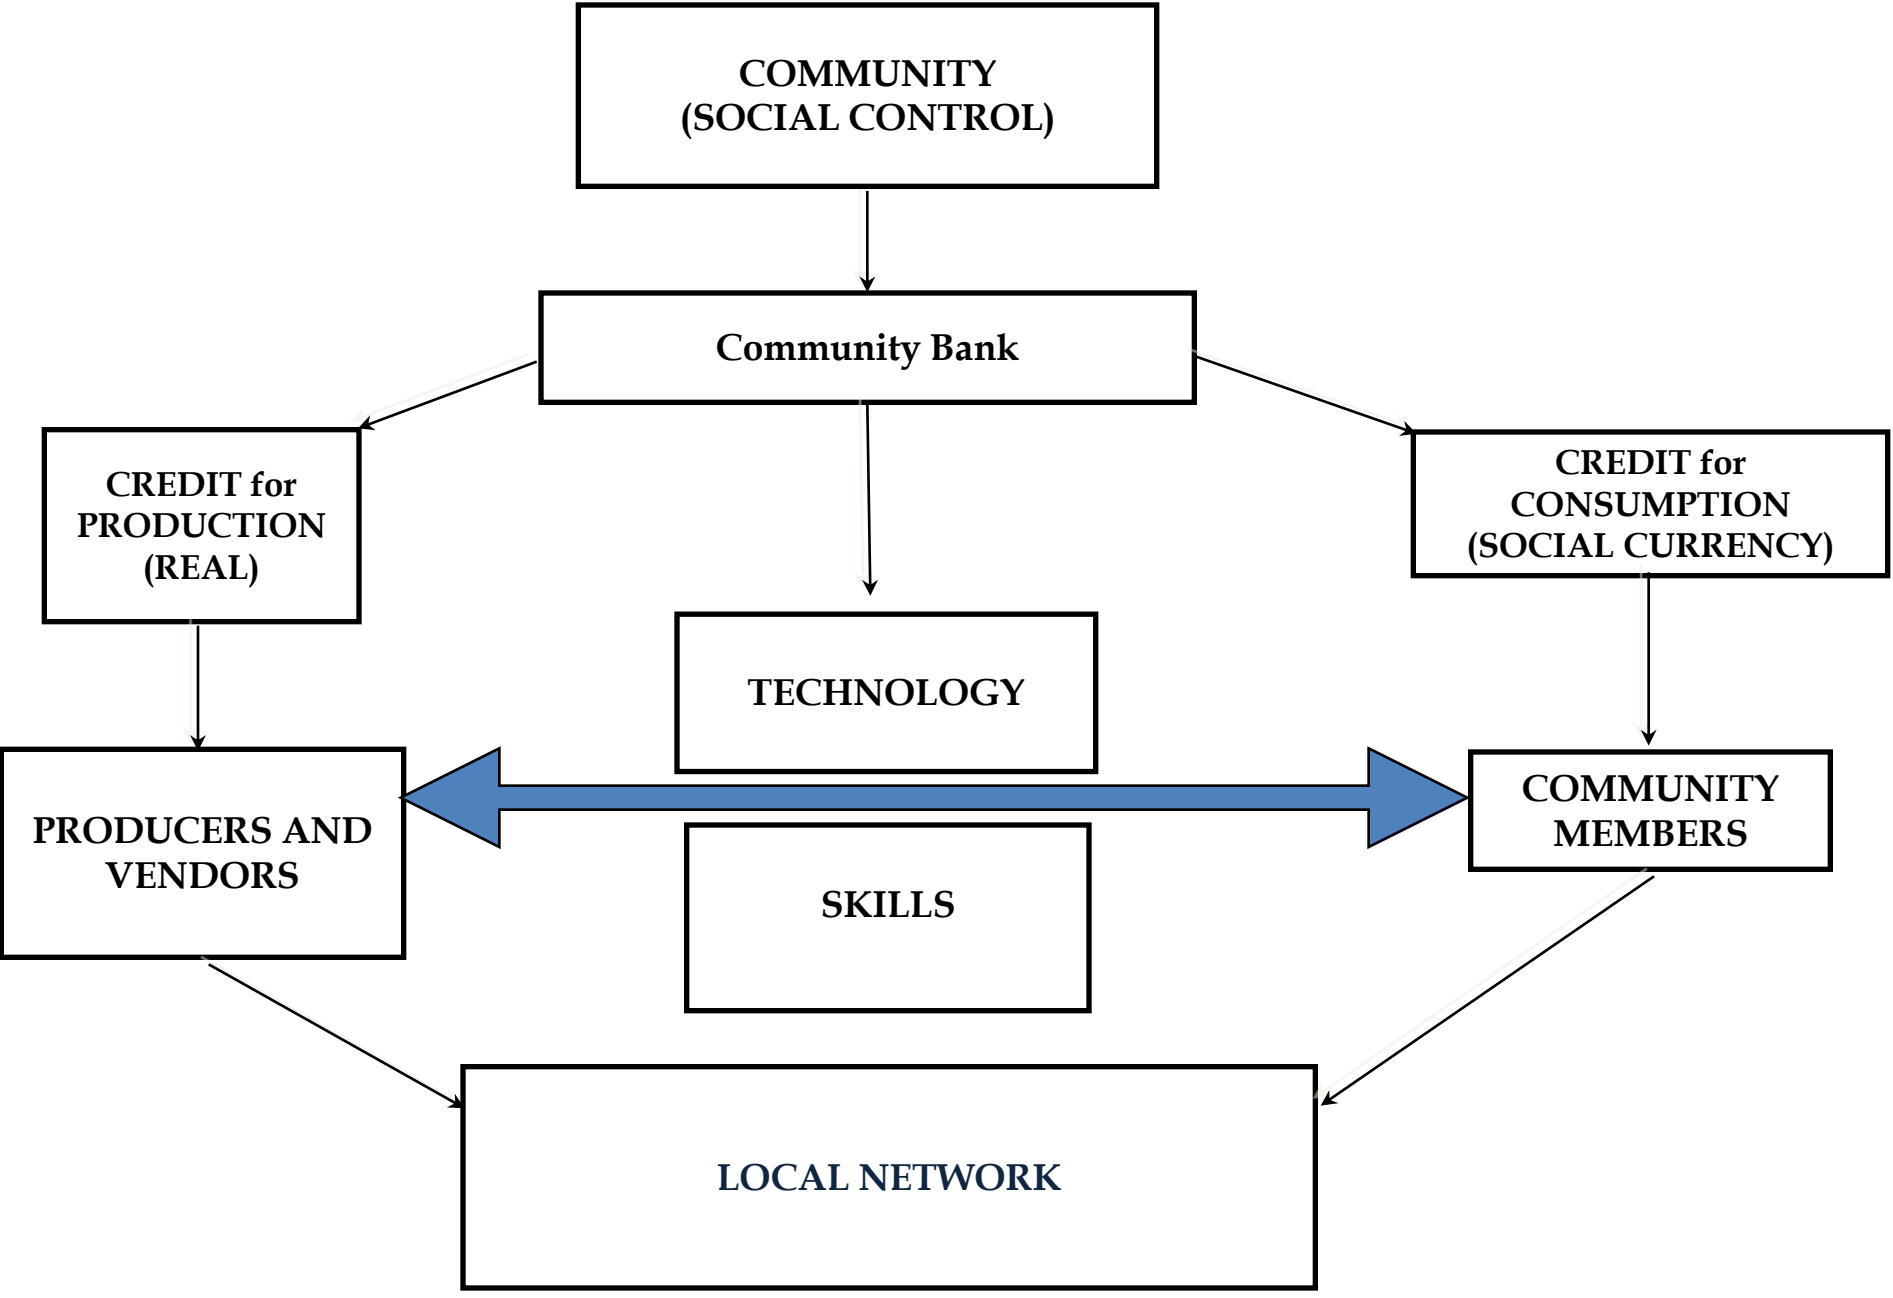 COMMUNITY
(SOCIAL CONTROL)
Community Bank
CREDIT for
PRODUCTION
(REAL)
CREDIT for
CONSUMPTION
(SOCIAL CURRENCY)
TECHNOLOGY
PRODUCERS AND
VENDORS
COMMUNITY
MEMBERS
SKILLS
LOCAL NETWORK